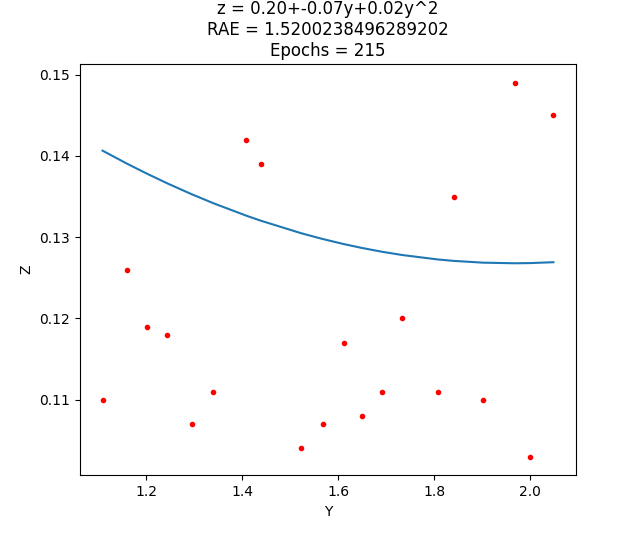 z = 0.20+-0.07y+0.02y^2
RAE = 1.5200238496289202
Epochs = 215
0.15
0.14
0.13
0.12
0.11
Z
1.2 1.4 1.6 1.8 2.0
Y